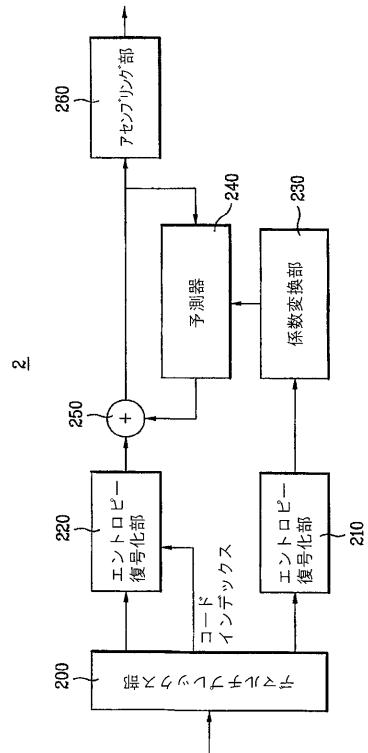 2
200
デマルチプレックス部
220
エントロピー
復号化部
コード
インデックス
エントロピー
復号化部
210
250
+
予測器
240
係数変換部
230
260
アセンブリング部